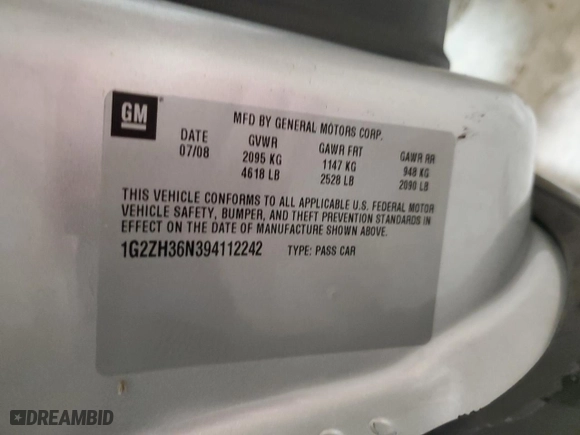 GM
MFD BY GENERAL MOTORS CORP.
DATE GVWR GAWR FRT GAWR RR
07/08 2095 KG 1147 KG 948 KG
4618 LB 2528 LB 2090 LB
THIS VEHICLE CONFORMS TO ALL APPLICABLE U.S. FEDERAL MOTOR
VEHICLE SAFETY, BUMPER, AND THEFT PREVENTION STANDARDS IN
EFFECT ON THE DATE OF MANUFACTURE SHOWN ABOVE.
1G2ZH36N394112242 TYPE: PASS CAR
DREAMBID